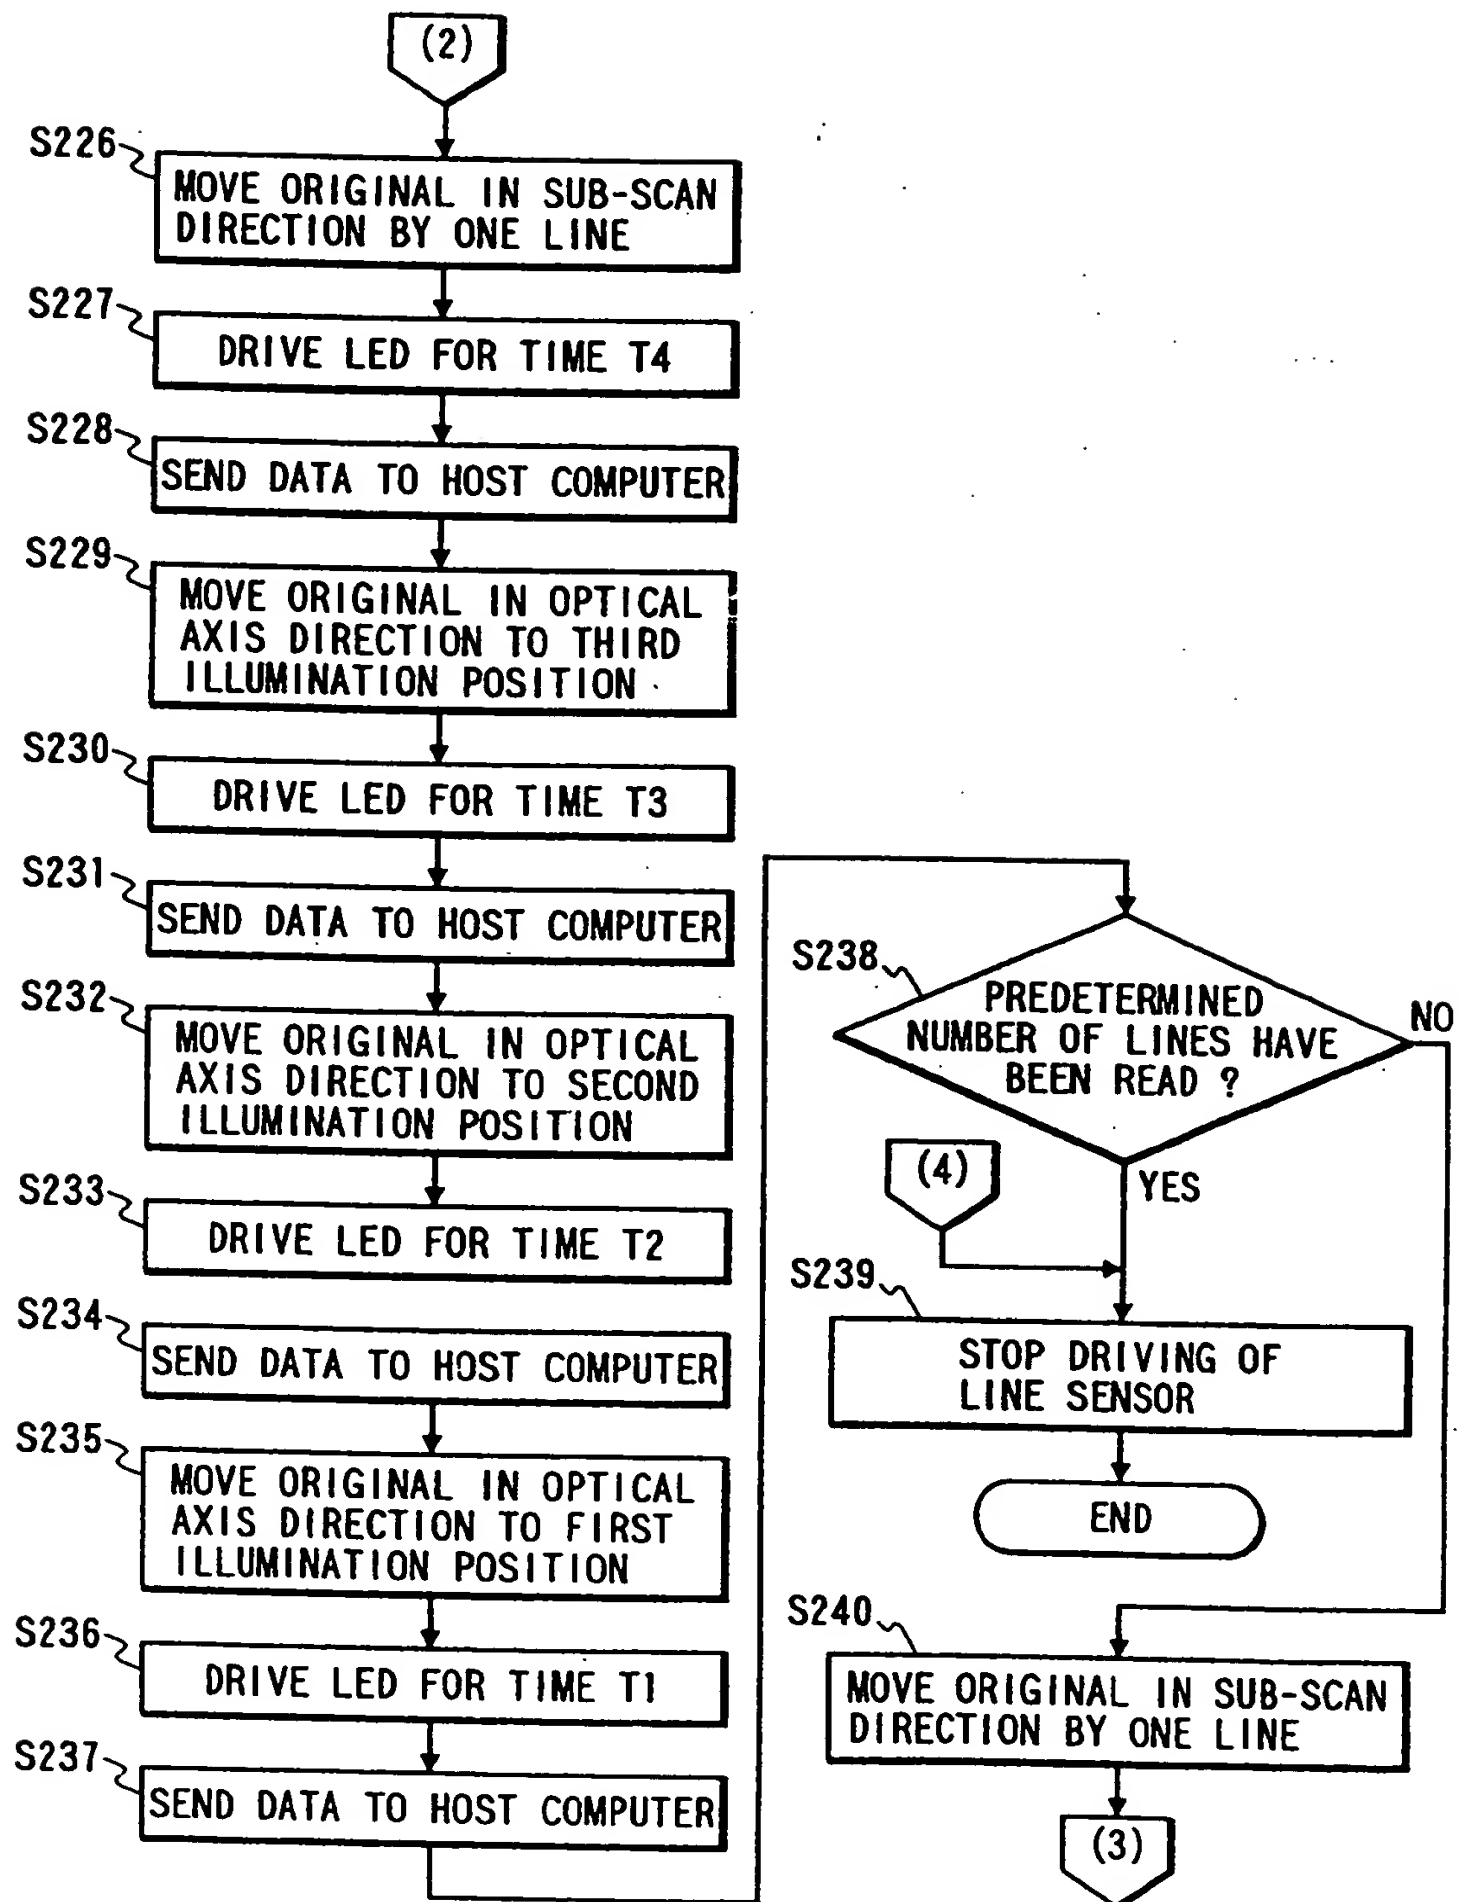 (2)
S226
MOVE ORIGINAL IN SUB-SCAN
DIRECTION BY ONE LINE
S227
DRIVE LED FOR TIME T4
S228
SEND DATA TO HOST COMPUTER
S229
MOVE ORIGINAL IN OPTICAL
AXIS DIRECTION TO THIRD
ILLUMINATION POSITION
S230
DRIVE LED FOR TIME T3
S231
SEND DATA TO HOST COMPUTER
S232
MOVE ORIGINAL IN OPTICAL
AXIS DIRECTION TO SECOND
ILLUMINATION POSITION
S233
DRIVE LED FOR TIME T2
S234
SEND DATA TO HOST COMPUTER
S235
MOVE ORIGINAL IN OPTICAL
AXIS DIRECTION TO FIRST
ILLUMINATION POSITION
S236
DRIVE LED FOR TIME T1
S237
SEND DATA TO HOST COMPUTER
S238
PREDETERMINED
NUMBER OF LINES HAVE
BEEN READ ?
NO
YES
(4)
S239
STOP DRIVING OF
LINE SENSOR
END
S240
MOVE ORIGINAL IN SUB-SCAN
DIRECTION BY ONE LINE
(3)